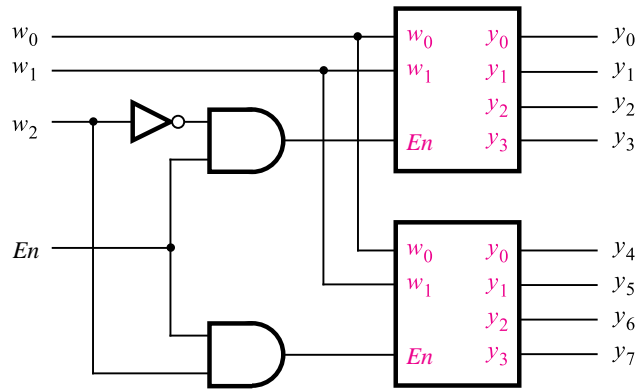 w0 w0 y0 y0
w1 w1 y1 y1
y2 y2
w2
En y3 y3
En w0 y0 y4
w1 y1 y5
y2 y6
En y3 y7